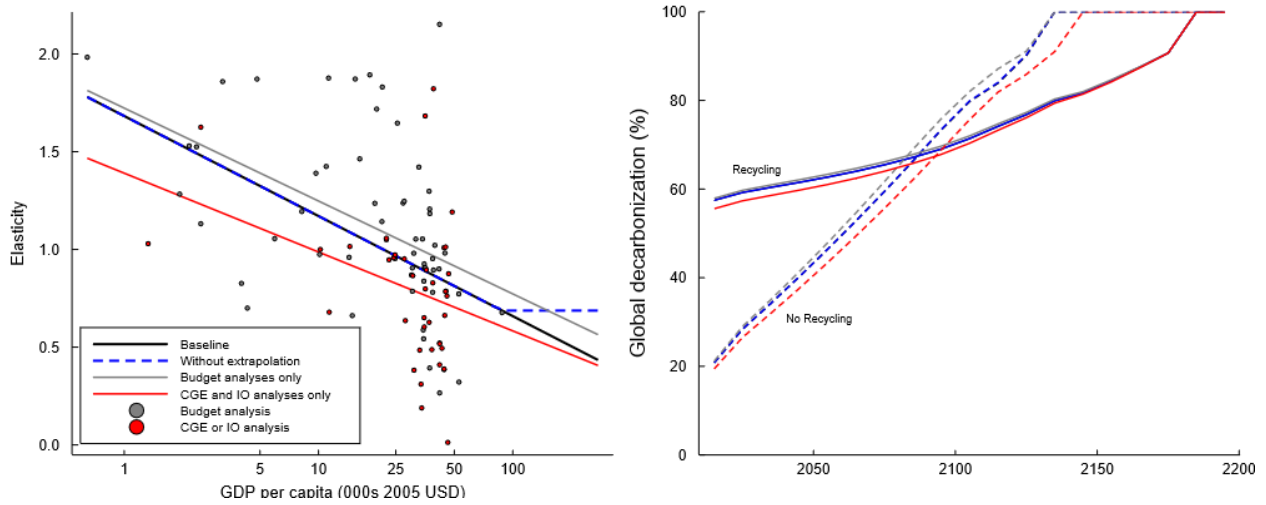 Elasticity
2.0
1.5
1.0
0.5
0.0
Baseline
Without extrapolation
Budget analyses only
CGE and IO analyses only
Budget analysis
CGE or IO analysis
1
5
10
25
50
100
GDP per capita (000s 2005 USD)
Global decarbonization (%)
100
80
60
40
20
0
Recycling
No Recycling
2050
2100
2150
2200